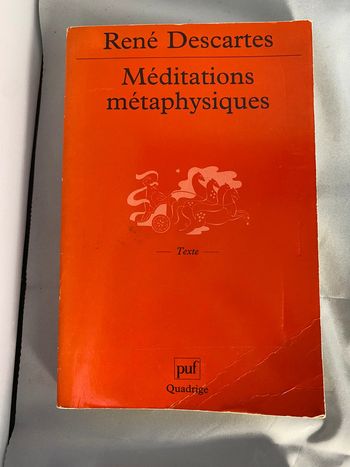 René Descartes
Méditations
métaphysiques
Texte
puf
Quadrige